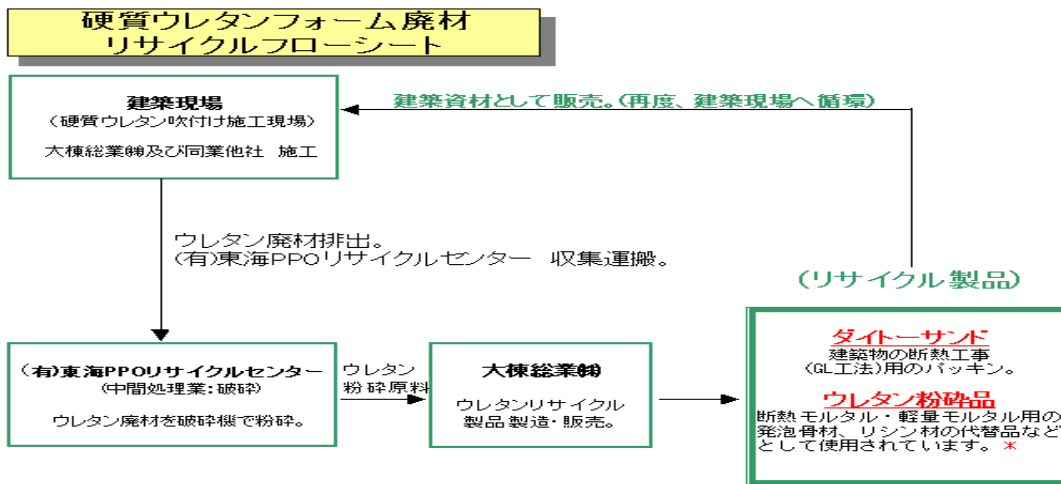 硬質ウレタンフォーム廃材
リサイクルフローシート
建築現場
(硬質ウレタン吹付け施工現場)
大棟総業㈱及び同業他社 施工
建築資材として販売。(再度、建築現場へ循環)
ウレタン廃材排出。
(有)東海PPOリサイクルセンター 収集運搬。
(リサイクル製品)
(有)東海PPOリサイクルセンター
(中間処理業:破砕)
ウレタン廃材を破砕機で粉砕。
ウレタン
粉砕原料
大棟総業㈱
ウレタンリサイクル
製品製造・販売。
ダイトーサンド
建築物の断熱工事
(GL工法)用のパッキン。
ウレタン粉砕品
断熱モルタル・軽量モルタル用の
発泡骨材、リシン材の代替品など
として使用されています。*